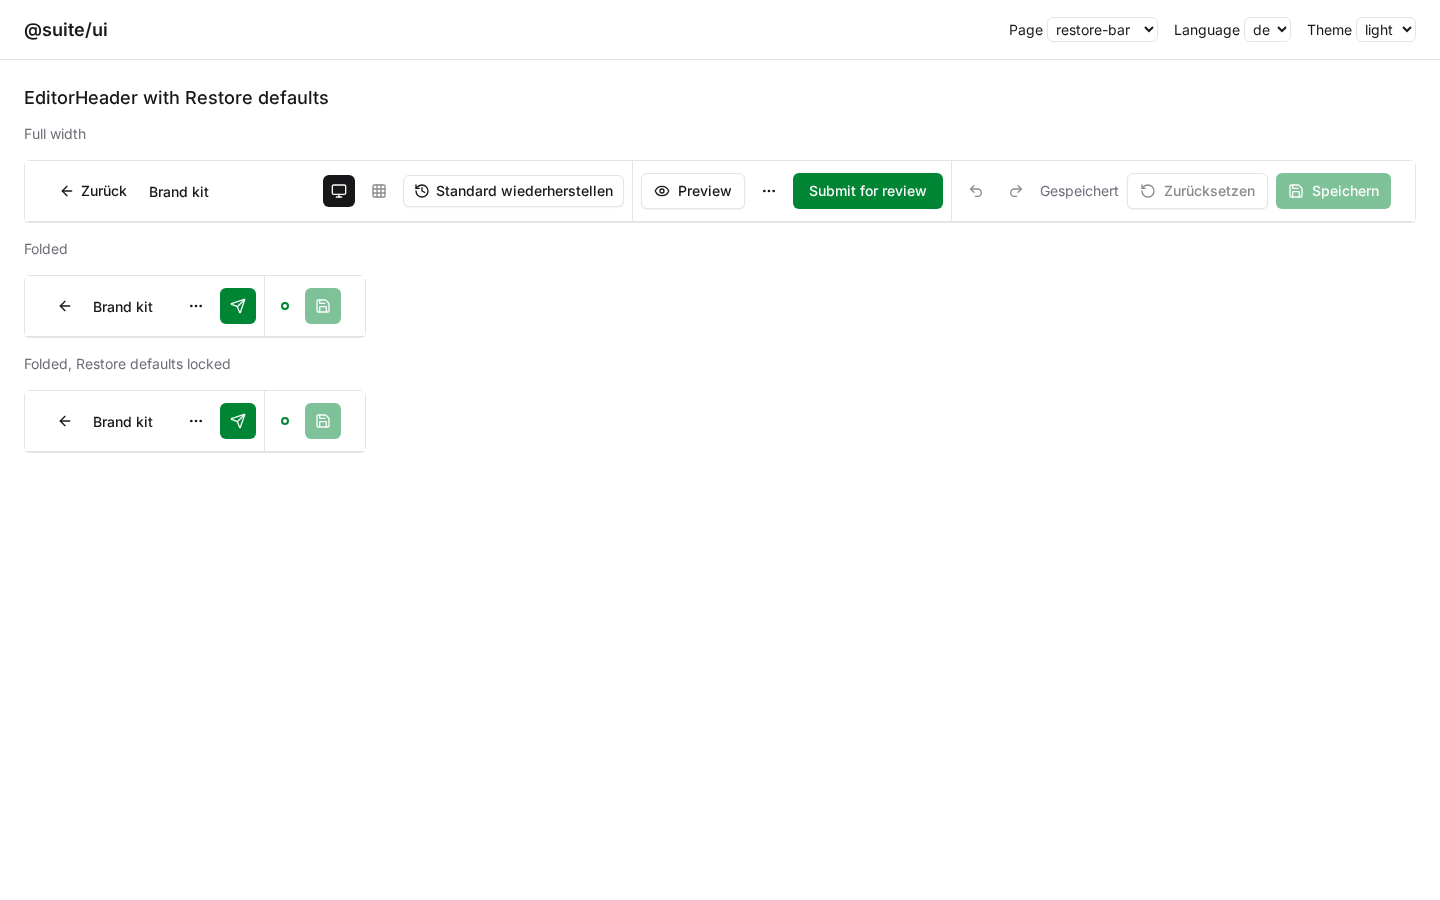 @suite/ui Page restore-bar Language de Theme light
EditorHeader with Restore defaults
Full width
Zurück Brand kit Standard wiederherstellen Preview Submit for review Gespeichert Zurücksetzen Speichern
Folded
Brand kit
Folded, Restore defaults locked
Brand kit